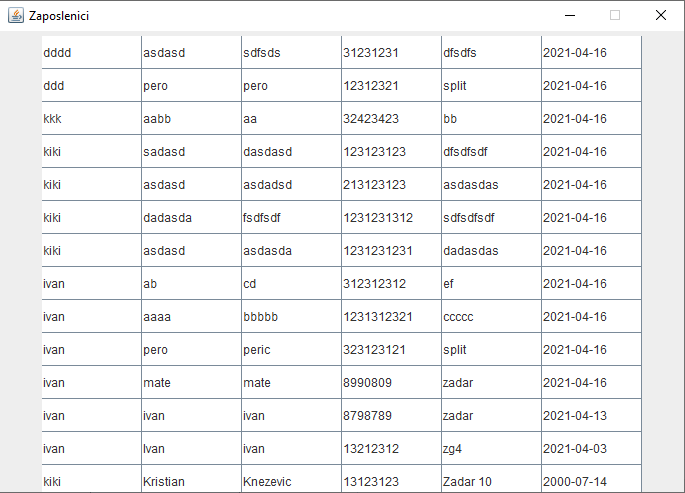 Zaposlenici
dddd asdasd sdfsds 31231231 dfsdfs 2021-04-16
ddd pero pero 12312321 split 2021-04-16
kkk aabb aa 32423423 bb 2021-04-16
kiki sadasd dasdasd 123123123 dfsdfsdf 2021-04-16
kiki asdasd asdadsd 213123123 asdasdas 2021-04-16
kiki dadasda fsdfsdf 1231231312 sdfsdfsdf 2021-04-16
kiki asdasd asdasda 1231231231 dadasdas 2021-04-16
ivan ab cd 312312312 ef 2021-04-16
ivan aaaa bbbbb 1231312321 ccccc 2021-04-16
ivan pero peric 323123121 split 2021-04-16
ivan mate mate 8990809 zadar 2021-04-16
ivan ivan ivan 8798789 zadar 2021-04-13
ivan Ivan ivan 13212312 zg4 2021-04-03
kiki Kristian Knezevic 13123123 Zadar 10 2000-07-14